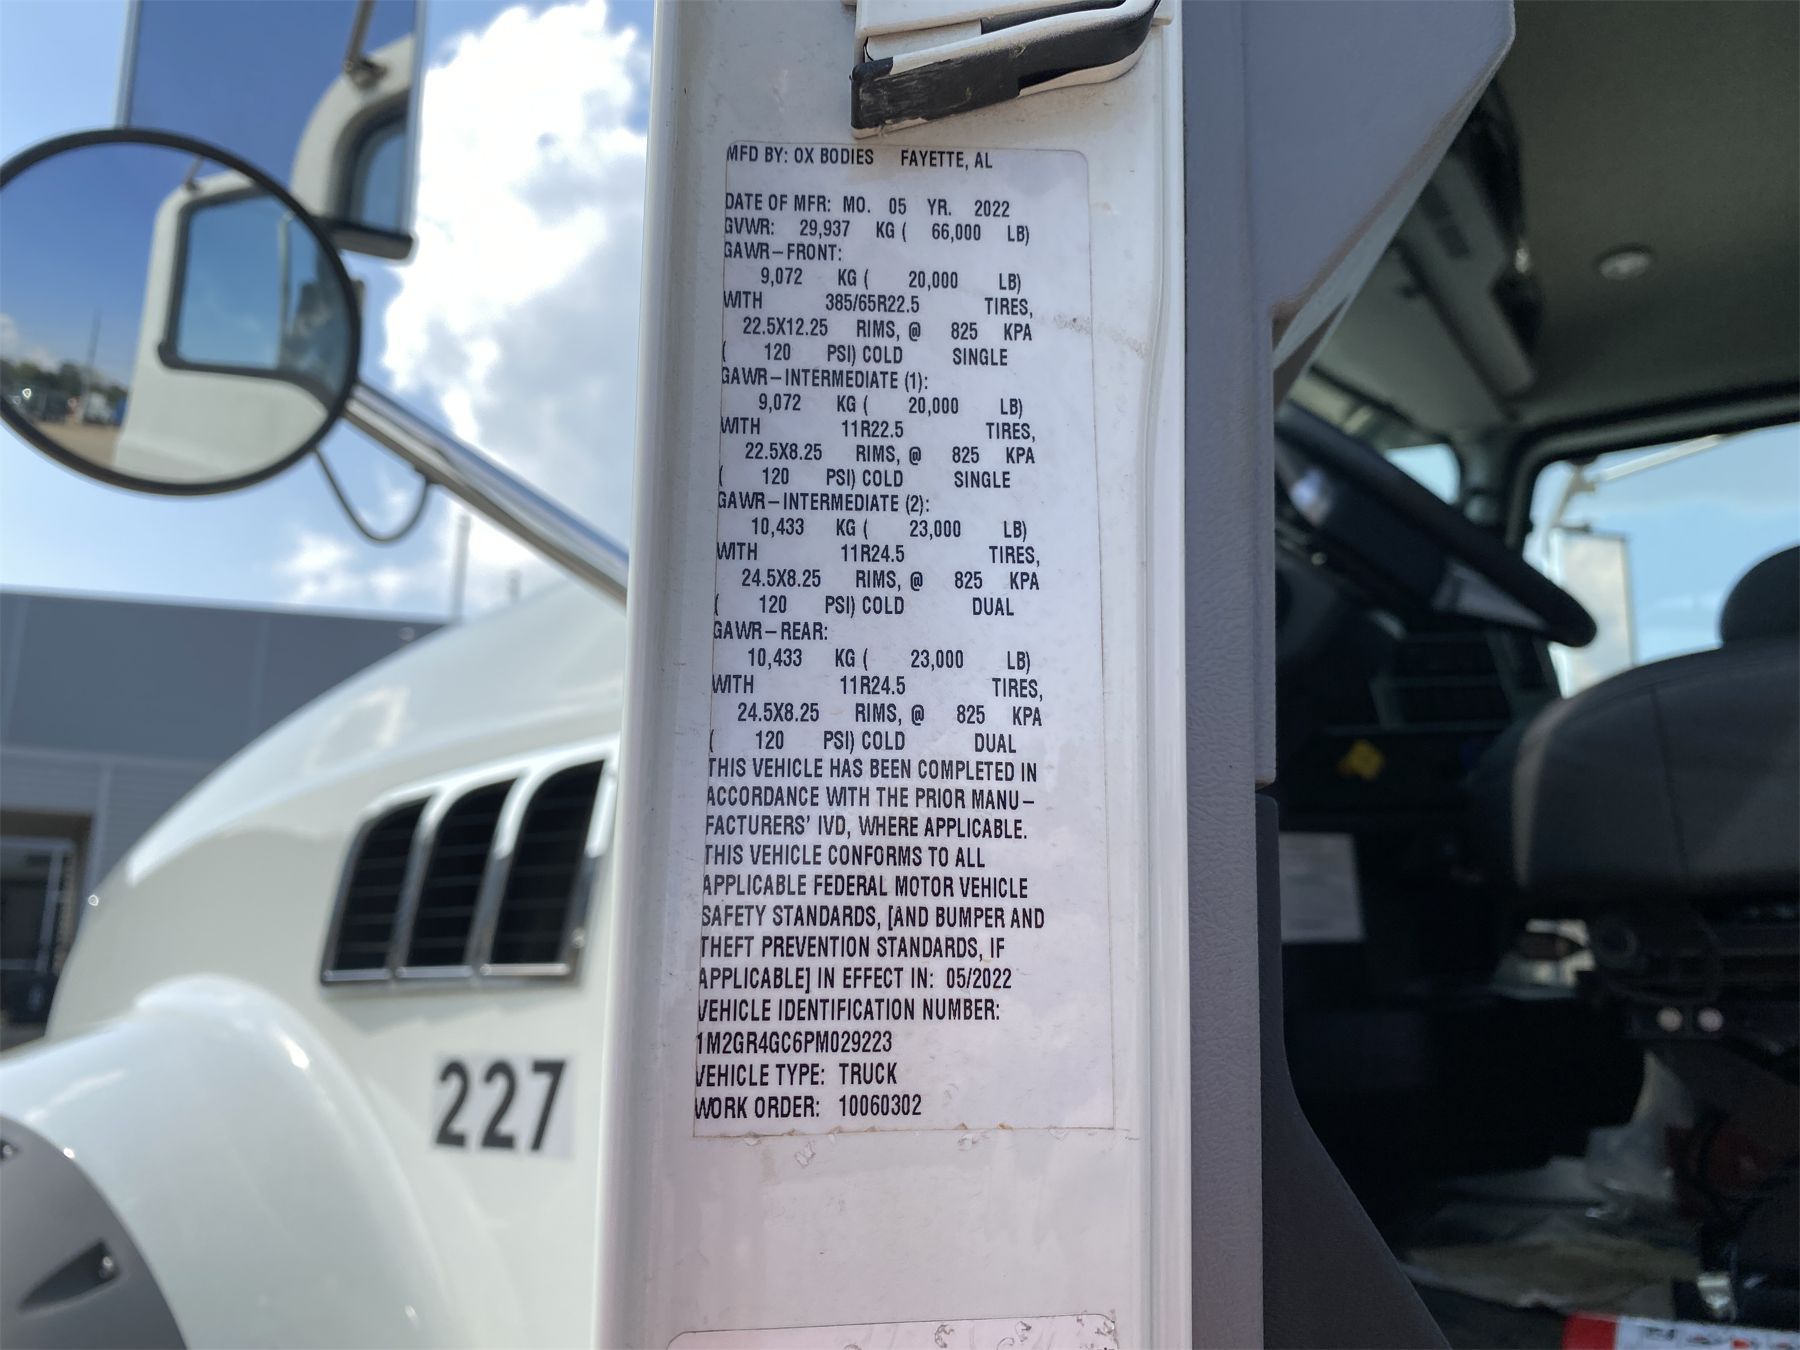 MFD BY: OX BODIES FAYETTE, AL
DATE OF MFR: MO. 05 YR. 2022
GVWR: 29,937 KG ( 66,000 LB)
GAWR-FRONT:
9,072 KG ( 20,000 LB)
WITH 385/65R22.5 TIRES,
22.5X12.25 RIMS, @ 825 KPA
( 120 PSI) COLD SINGLE
GAWR-INTERMEDIATE (1):
9,072 KG ( 20,000 LB)
WITH 11R22.5 TIRES,
22.5X8.25 RIMS, @ 825 KPA
( 120 PSI) COLD SINGLE
GAWR-INTERMEDIATE (2):
10,433 KG ( 23,000 LB)
WITH 11R24.5 TIRES,
24.5X8.25 RIMS, @ 825 KPA
( 120 PSI) COLD DUAL
GAWR-REAR:
10,433 KG ( 23,000 LB)
WITH 11R24.5 TIRES,
24.5X8.25 RIMS, @ 825 KPA
( 120 PSI) COLD DUAL
THIS VEHICLE HAS BEEN COMPLETED IN
ACCORDANCE WITH THE PRIOR MANU-
FACTURERS' IVD, WHERE APPLICABLE.
THIS VEHICLE CONFORMS TO ALL
APPLICABLE FEDERAL MOTOR VEHICLE
SAFETY STANDARDS, [AND BUMPER AND
THEFT PREVENTION STANDARDS, IF
APPLICABLE] IN EFFECT IN: 05/2022
VEHICLE IDENTIFICATION NUMBER:
1M2GR4GC6PM029223
VEHICLE TYPE: TRUCK
WORK ORDER: 10060302
227